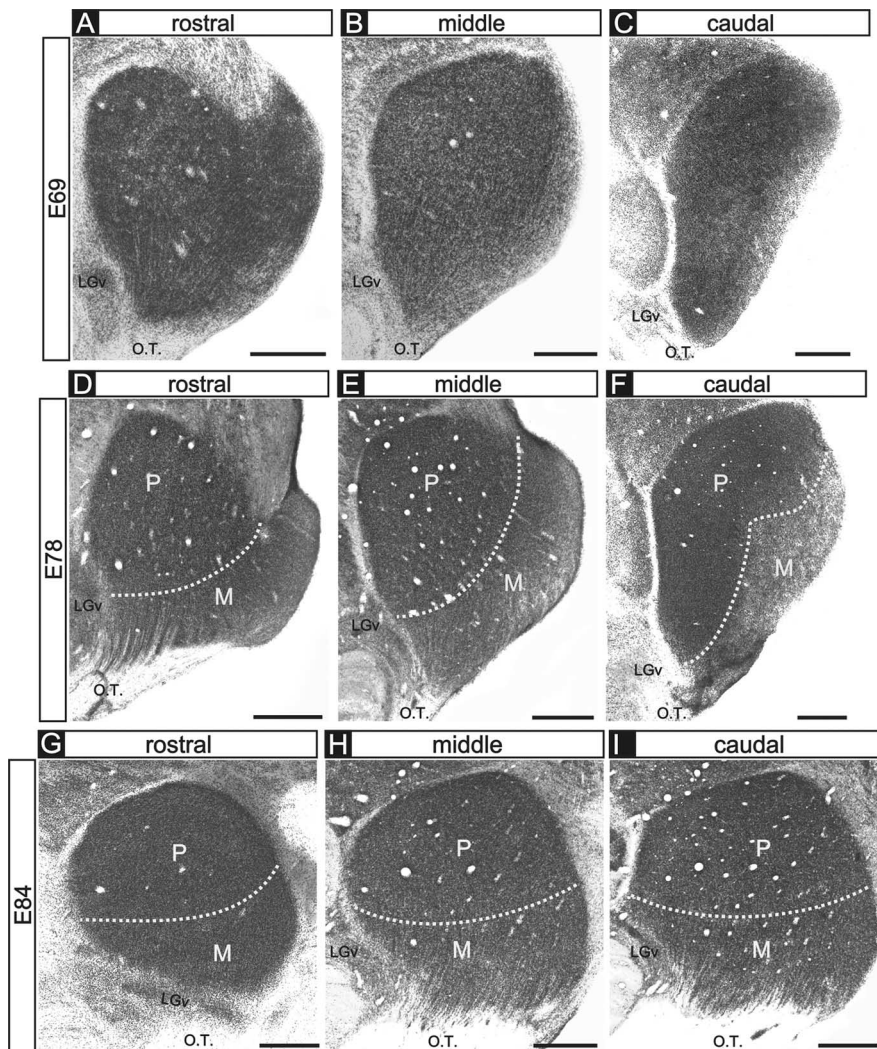 A rostral
B middle
C caudal
E69
LGv
O.T.
LGv
O.T.
D rostral
E middle
F caudal
E78
P
M
LGv
O.T.
P
M
LGv
O.T.
P
M
LGv
O.T.
G rostral
H middle
I caudal
E84
P
M
LGv
O.T.
P
M
LGv
O.T.
P
M
LGv
O.T.